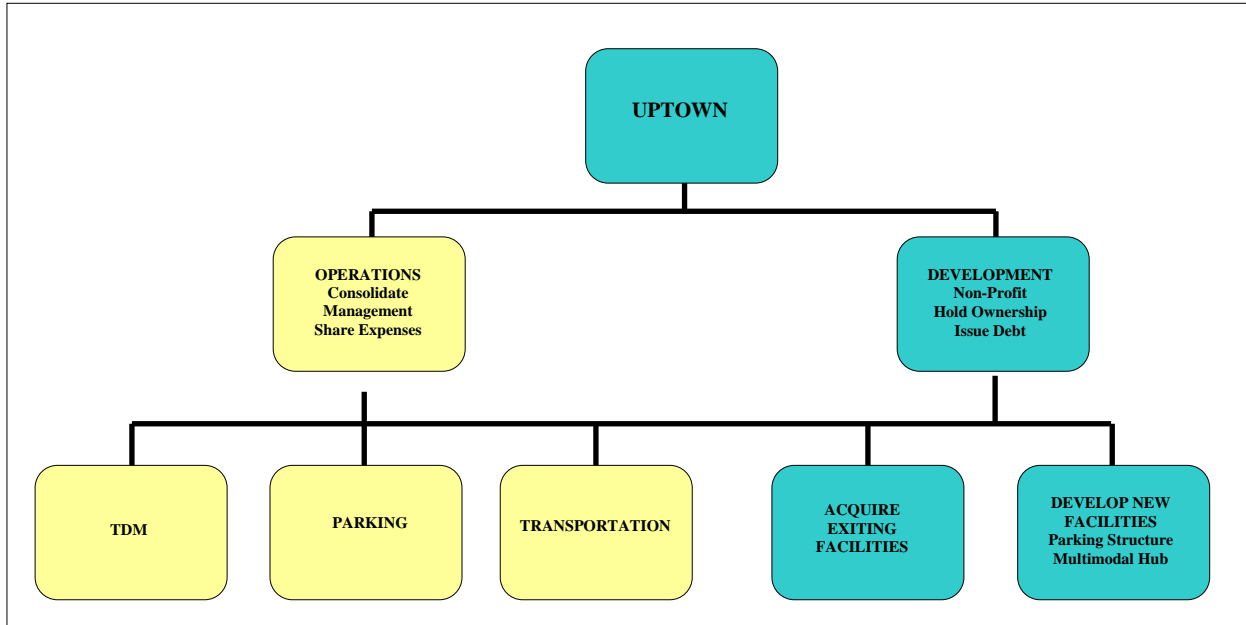 UPTOWN
OPERATIONS
Consolidate
Management
Share Expenses
DEVELOPMENT
Non-Profit
Hold Ownership
Issue Debt
TDM
PARKING
TRANSPORTATION
ACQUIRE
EXITING
FACILITIES
DEVELOP NEW
FACILITIES
Parking Structure
Multimodal Hub